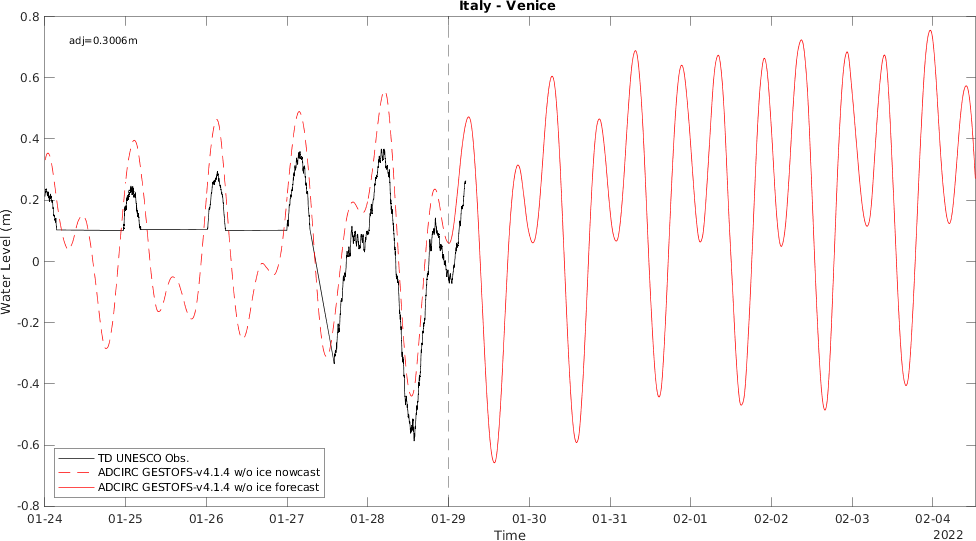 Italy - Venice
adj=0.3006m
0.8
0.6
0.4
0.2
0
-0.2
-0.4
-0.6
-0.8
Water Level (m)
TD UNESCO Obs.
ADCIRC GESTOFS-v4.1.4 w/o ice nowcast
ADCIRC GESTOFS-v4.1.4 w/o ice forecast
01-24 01-25 01-26 01-27 01-28 01-29 01-30 01-31 02-01 02-02 02-03 02-04
Time
2022